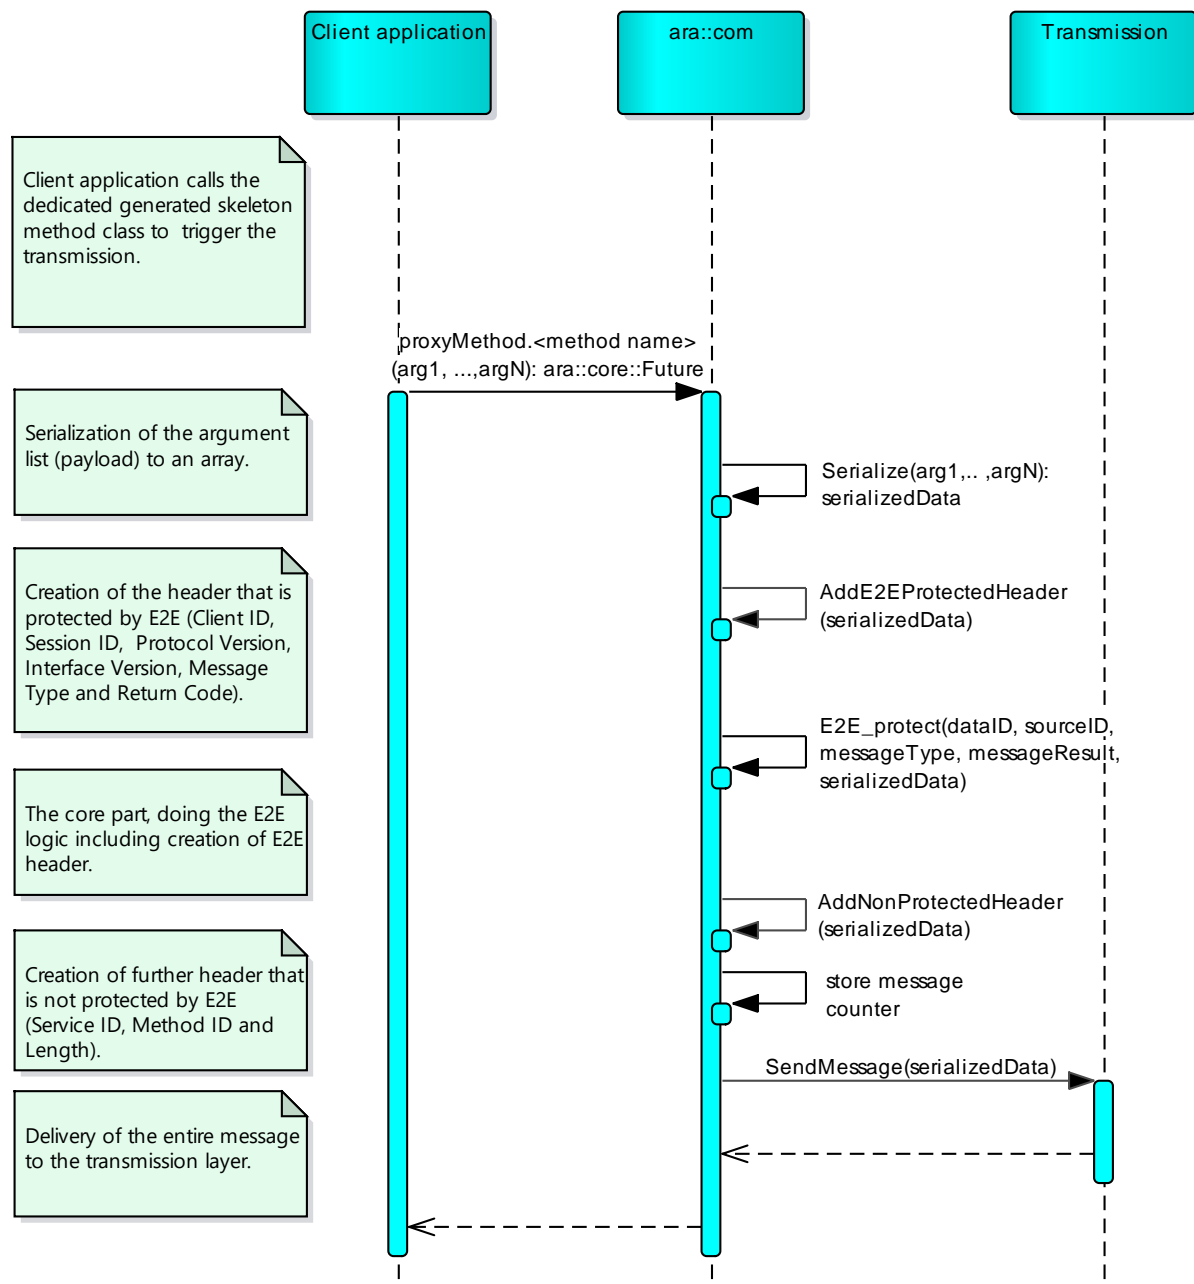 Client application
ara::com
Transmission
Client application calls the
dedicated generated skeleton
method class to  trigger the
transmission.
proxyMethod.<method name>
(arg1, ...,argN): ara::core::Future
Serialization of the argument
list (payload) to an array.
Serialize(arg1,.. ,argN):
serializedData
Creation of the header that is
protected by E2E (Client ID,
Session ID,  Protocol Version,
Interface Version, Message
Type and Return Code).
AddE2EProtectedHeader
(serializedData)
E2E_protect(dataID, sourceID,
messageType, messageResult,
serializedData)
The core part, doing the E2E
logic including creation of E2E
header.
AddNonProtectedHeader
(serializedData)
Creation of further header that
is not protected by E2E
(Service ID, Method ID and
Length).
store message
counter
SendMessage(serializedData)
Delivery of the entire message
to the transmission layer.